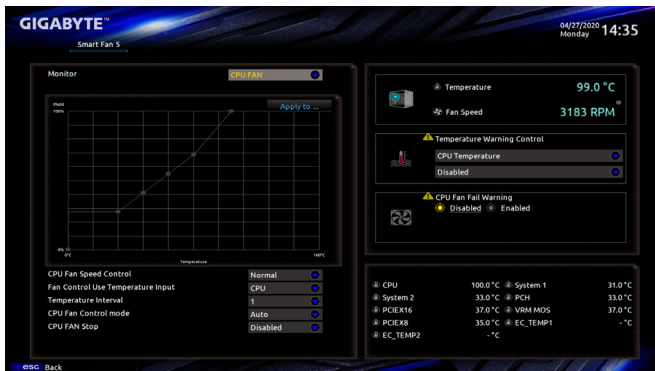 GIGABYTE™
Smart Fan 5
04/27/2020
Monday
14:35
Monitor
CPU FAN
Apply to ...
100%
0%
0°C
100°C
Temperature
CPU Fan Speed Control Normal
Fan Control Use Temperature Input CPU
Temperature Interval 1
CPU Fan Control mode Auto
CPU FAN Stop Disabled
Temperature 99.0 °C
Fan Speed 3183 RPM
Temperature Warning Control
CPU Temperature
Disabled
CPU Fan Fail Warning
Disabled Enabled
CPU 100.0 °C System 1 31.0 °C
System 2 33.0 °C PCH 33.0 °C
PCIEX16 37.0 °C VRM MOS 37.0 °C
PCIEX8 35.0 °C EC_TEMP1 - °C
EC_TEMP2 - °C
esc Back